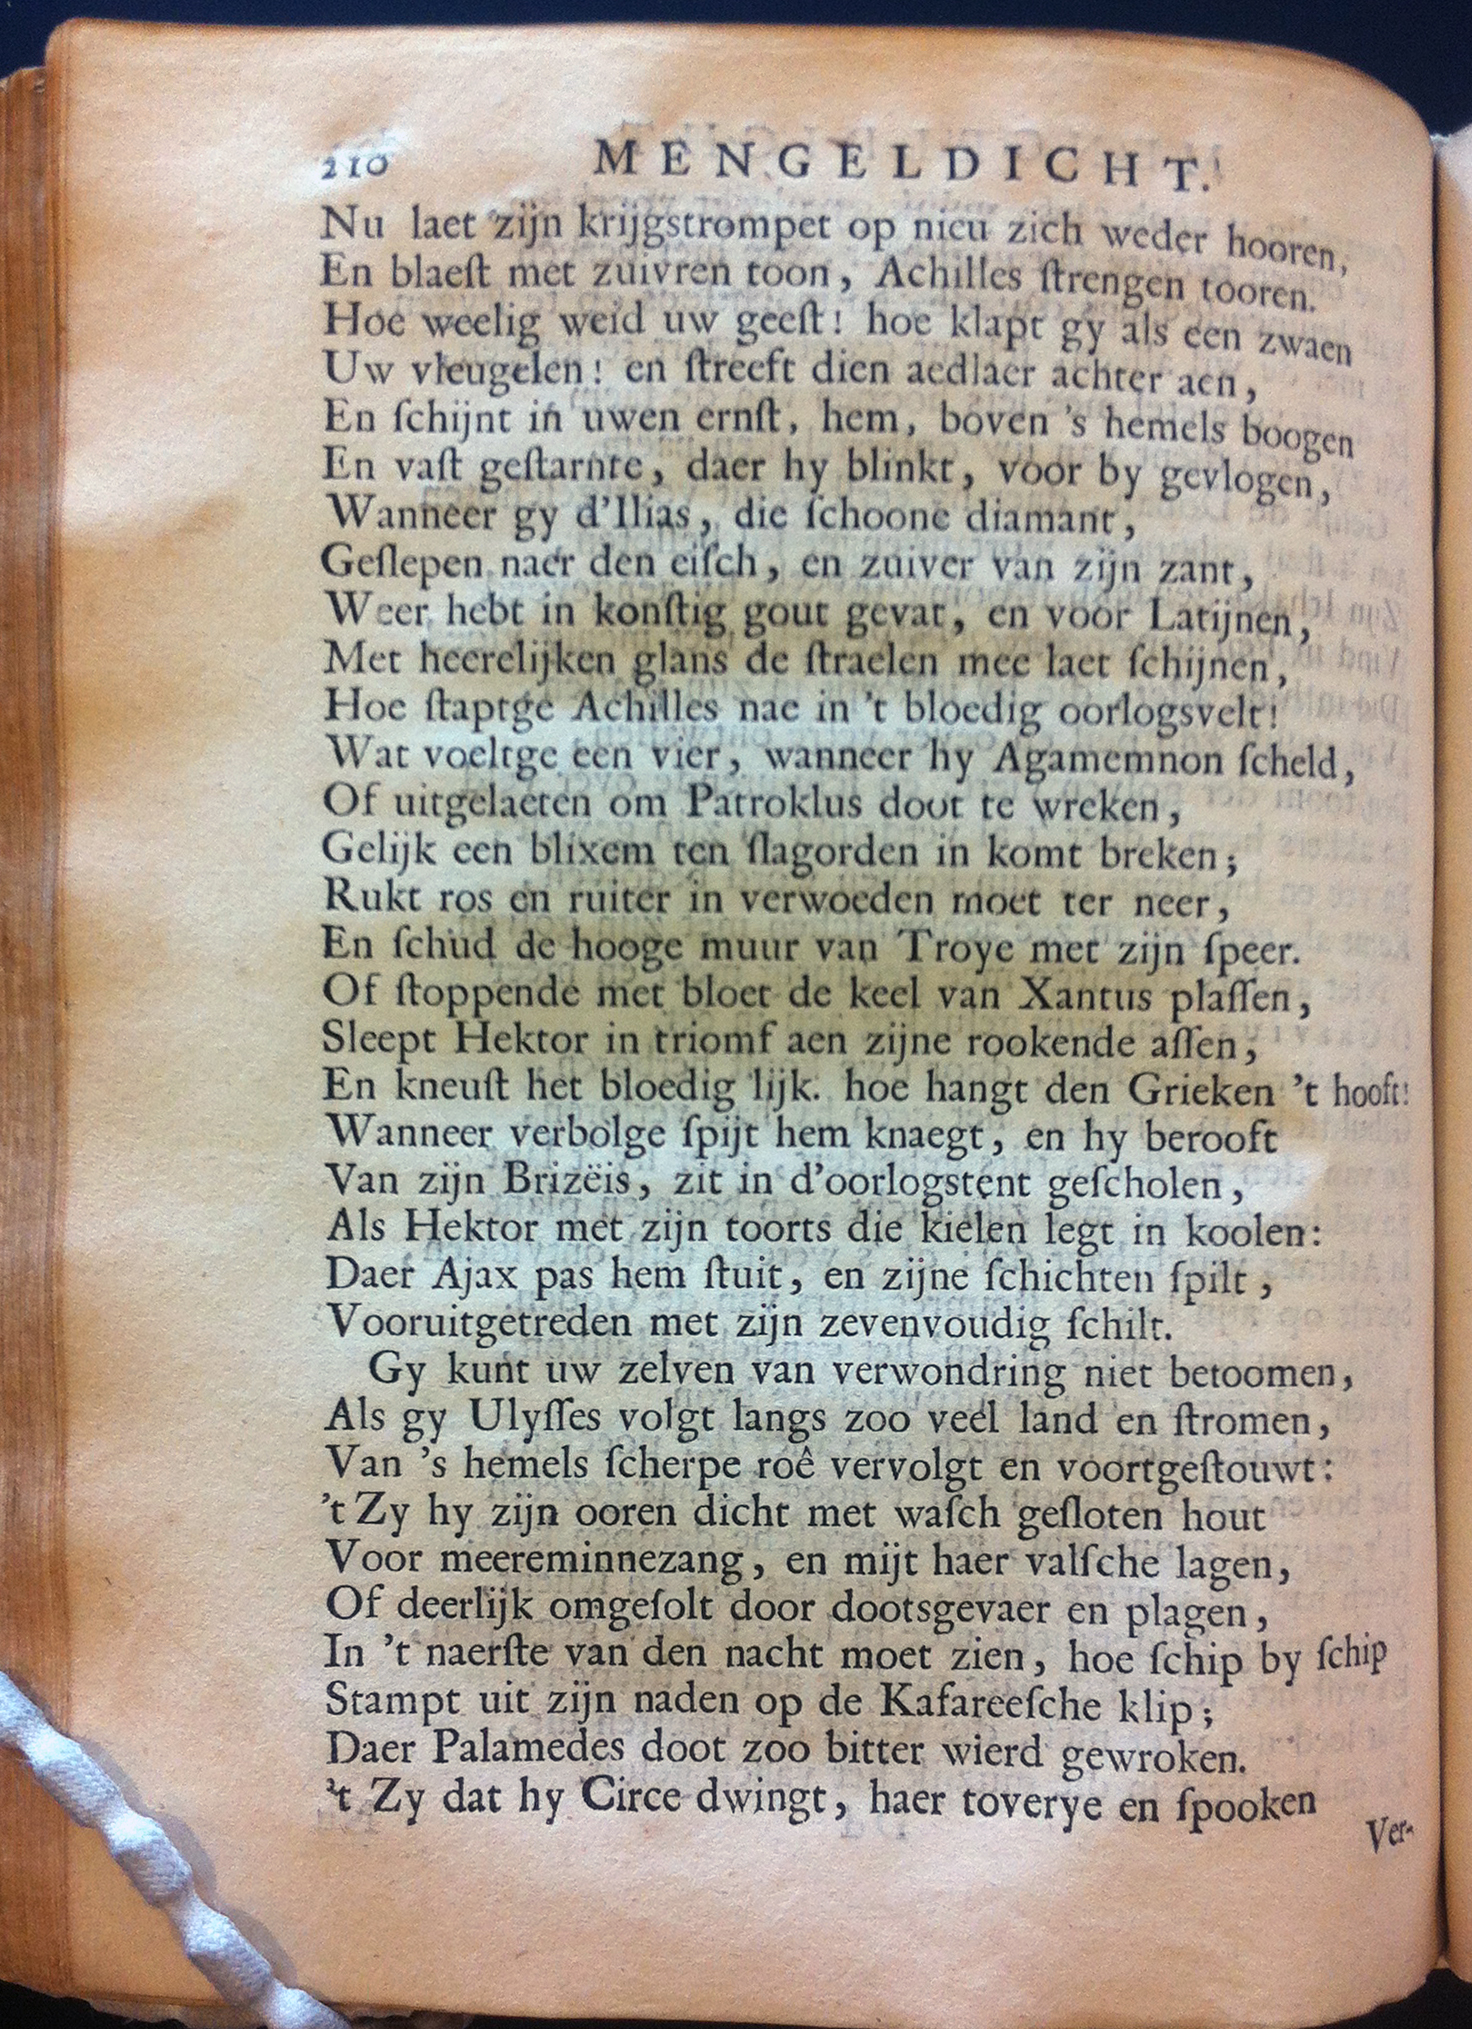 210 MENGELDICHT.
Nu laet zijn krijgstrompet op nieu zich weder hooren,
En blaeſt met zuivren toon, Achilles ſtrengen tooren.
Hoe weelig weid uw geeſt! hoe klapt gy als een zwaen
Uw vleugelen! en ſtreeft dien aedlaer achter aen,
En ſchijnt in uwen ernſt, hem, boven 's hemels boogen
En vaſt geſtarnte, daer hy blinkt, voor by gevlogen,
Wanneer gy d'Ilias, die ſchoone diamant,
Geſlepen naer den eiſch, en zuiver van zijn zant,
Weer hebt in konſtig gout gevat, en voor Latijnen,
Met heerelijken glans de ſtraelen mee laet ſchijnen,
Hoe ſtaptge Achilles nae in 't bloedig oorlogsvelt!
Wat voeltge een vier, wanneer hy Agamemnon ſcheld,
Of uitgelaeten om Patroklus doot te wreken,
Gelijk een blixem ten ſlagorden in komt breken;
Rukt ros en ruiter in verwoeden moet ter neer,
En ſchud de hooge muur van Troye met zijn ſpeer.
Of ſtoppende met bloet de keel van Xantus plaſſen,
Sleept Hektor in triomf aen zijne rookende aſſen,
En kneuſt het bloedig lijk. hoe hangt den Grieken 't hooft!
Wanneer verbolge ſpijt hem knaegt, en hy berooft
Van zijn Brizëis, zit in d'oorlogstent geſcholen,
Als Hektor met zijn toorts die kielen legt in koolen:
Daer Ajax pas hem ſtuit, en zijne ſchichten ſpilt,
Vooruitgetreden met zijn zevenvoudig ſchilt.
Gy kunt uw zelven van verwondring niet betoomen,
Als gy Ulyſſes volgt langs zoo veel land en ſtromen,
Van 's hemels ſcherpe roê vervolgt en voortgeſtouwt:
't Zy hy zijn ooren dicht met waſch geſloten hout
Voor meereminnezang, en mijt haer valſche lagen,
Of deerlijk omgeſolt door dootsgevaer en plagen,
In 't naerſte van den nacht moet zien, hoe ſchip by ſchip
Stampt uit zijn naden op de Kafareeſche klip;
Daer Palamedes doot zoo bitter wierd gewroken.
't Zy dat hy Circe dwingt, haer toverye en ſpooken
Ver-